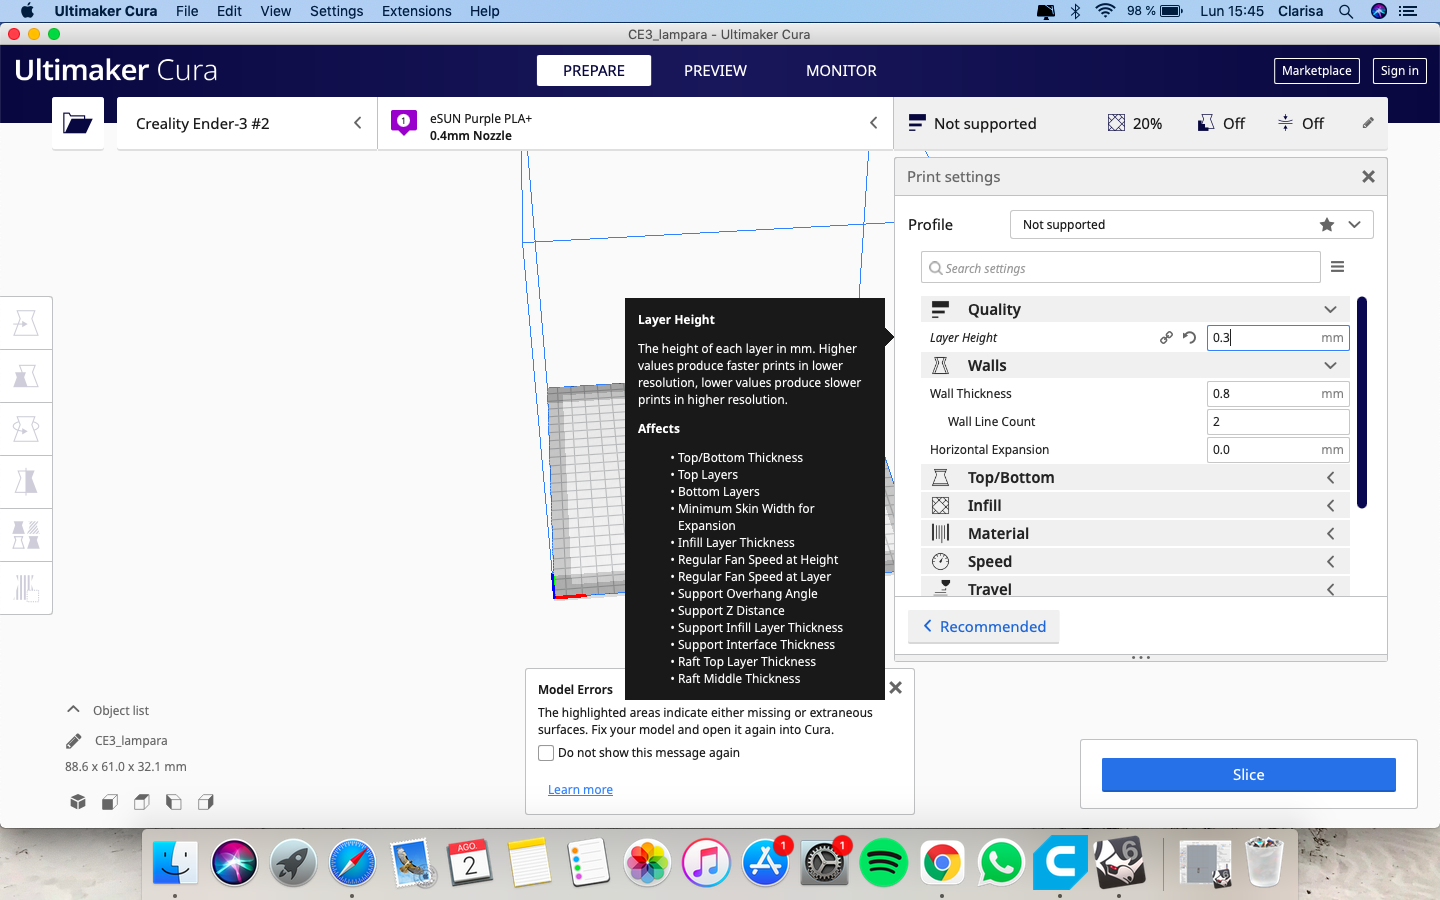 Ultimaker Cura File Edit View Settings Extensions Help 98 % Lun 15:45 Clarisa
CE3_lampara - Ultimaker Cura
Ultimaker Cura PREPARE PREVIEW MONITOR Marketplace Sign in
Creality Ender-3 #2
1
eSUN Purple PLA+
0.4mm Nozzle
Not supported 20% Off Off
Print settings
Profile Not supported
Search settings
Quality
Layer Height 0.3 mm
Walls
Wall Thickness 0.8 mm
Wall Line Count 2
Horizontal Expansion 0.0 mm
Top/Bottom
Infill
Material
Speed
Travel
Recommended
Layer Height
The height of each layer in mm. Higher
values produce faster prints in lower
resolution, lower values produce slower
prints in higher resolution.
Affects
• Top/Bottom Thickness
• Top Layers
• Bottom Layers
• Minimum Skin Width for
Expansion
• Infill Layer Thickness
• Regular Fan Speed at Height
• Regular Fan Speed at Layer
• Support Overhang Angle
• Support Z Distance
• Support Infill Layer Thickness
• Support Interface Thickness
• Raft Top Layer Thickness
• Raft Middle Thickness
Model Errors
The highlighted areas indicate either missing or extraneous
surfaces. Fix your model and open it again into Cura.
Do not show this message again
Learn more
Object list
CE3_lampara
88.6 x 61.0 x 32.1 mm
Slice
AGO.
2
1
1
6